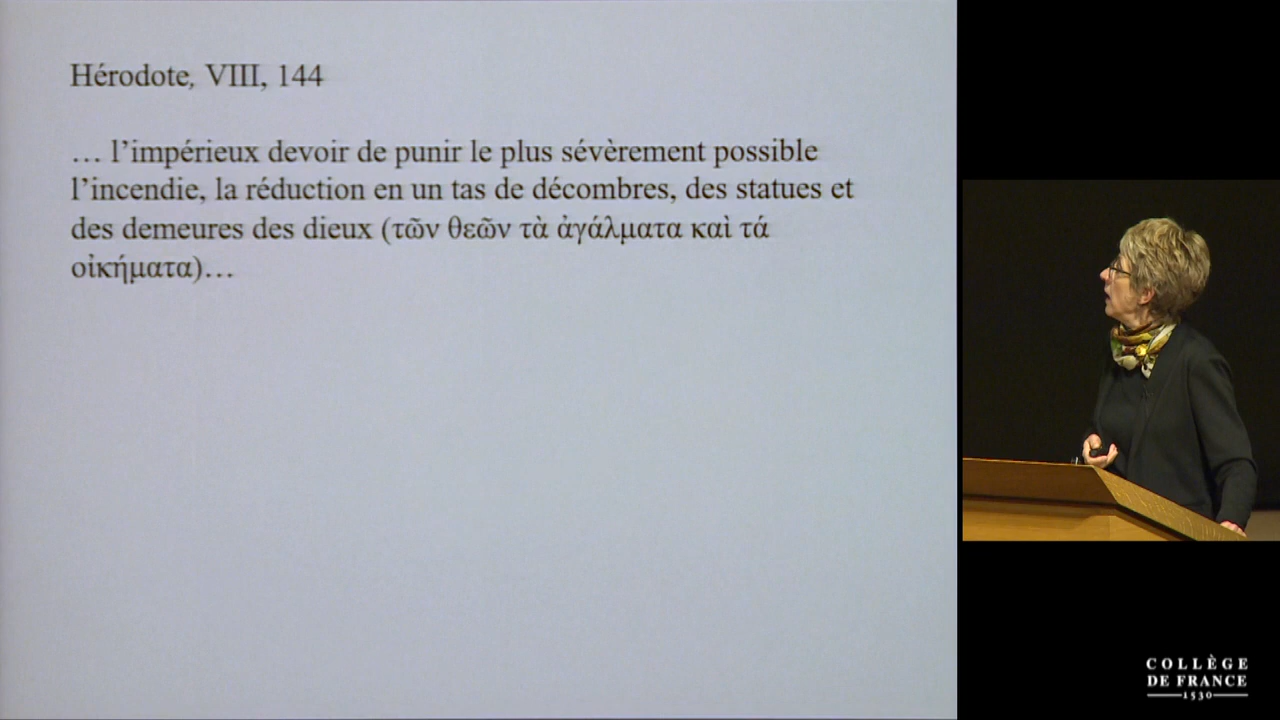 Hérodote, VIII, 144
… l’impérieux devoir de punir le plus sévèrement possible
l’incendie, la réduction en un tas de décombres, des statues et
des demeures des dieux (τῶν θεῶν τὰ ἀγάλματα καὶ τά
οἰκήματα)…
COLLÈGE
DE FRANCE
1530